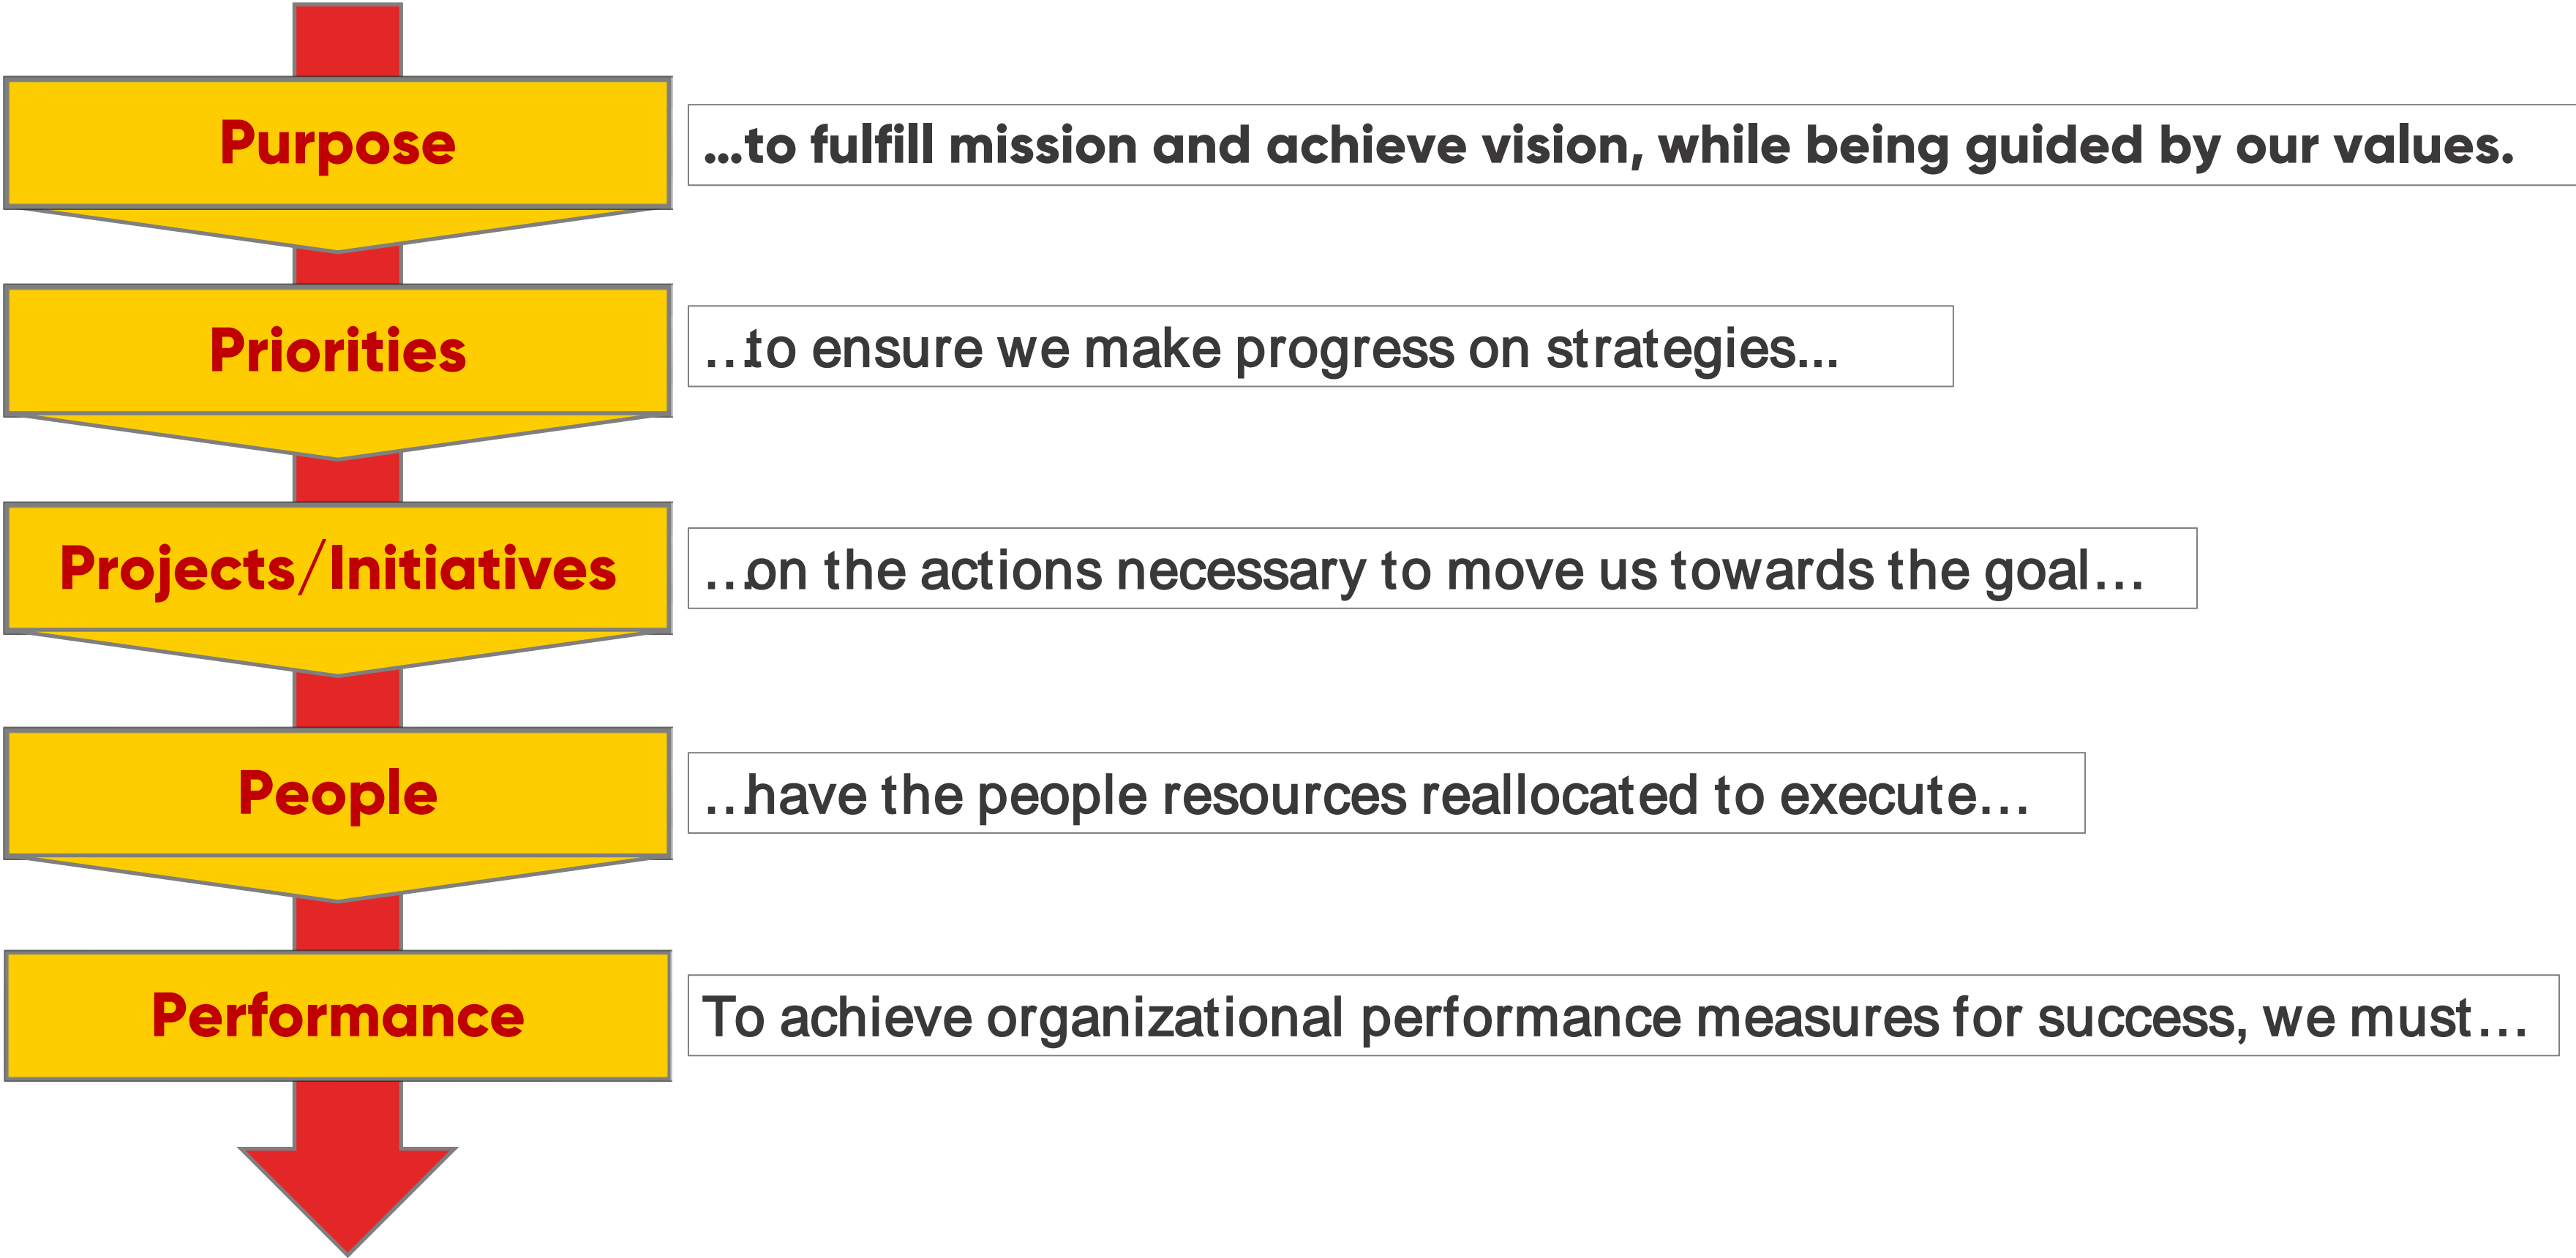 Purpose
...to fulfill mission and achieve vision, while being guided by our values.
Priorities
...to ensure we make progress on strategies...
Projects/Initiatives
...on the actions necessary to move us towards the goal...
People
...have the people resources reallocated to execute...
Performance
To achieve organizational performance measures for success, we must...